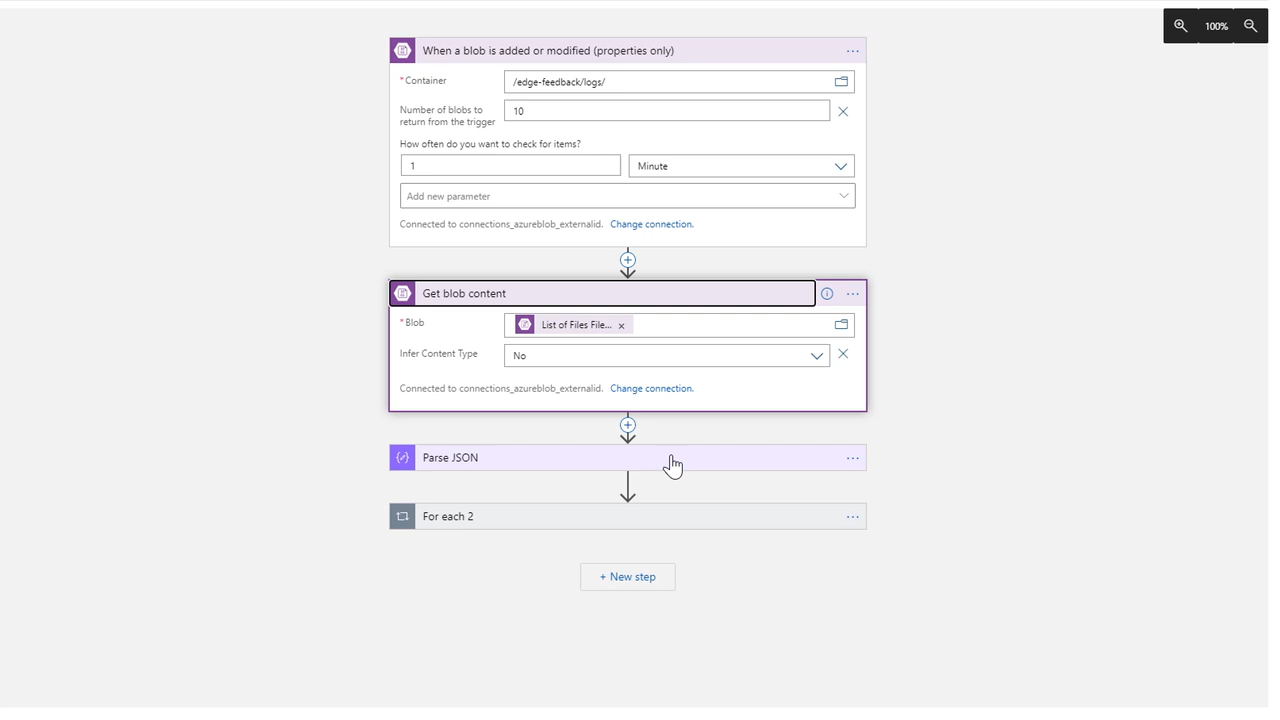 100%
When a blob is added or modified (properties only)
...
*Container
/edge-feedback/logs/
Number of blobs to
return from the trigger
10
How often do you want to check for items?
1
Minute
Add new parameter
Connected to connections_azureblob_externalid. Change connection.
Get blob content
...
*Blob
List of Files File... ×
Infer Content Type
No
Connected to connections_azureblob_externalid. Change connection.
Parse JSON
...
For each 2
...
+ New step